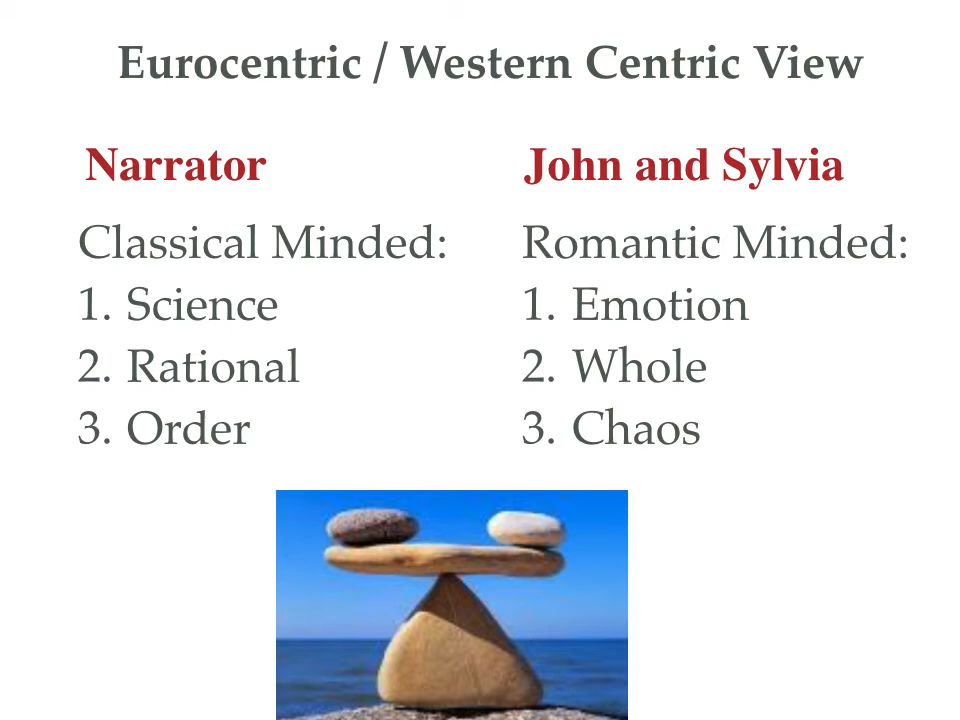 Eurocentric / Western Centric View
Narrator
Classical Minded:
1. Science
2. Rational
3. Order
John and Sylvia
Romantic Minded:
1. Emotion
2. Whole
3. Chaos